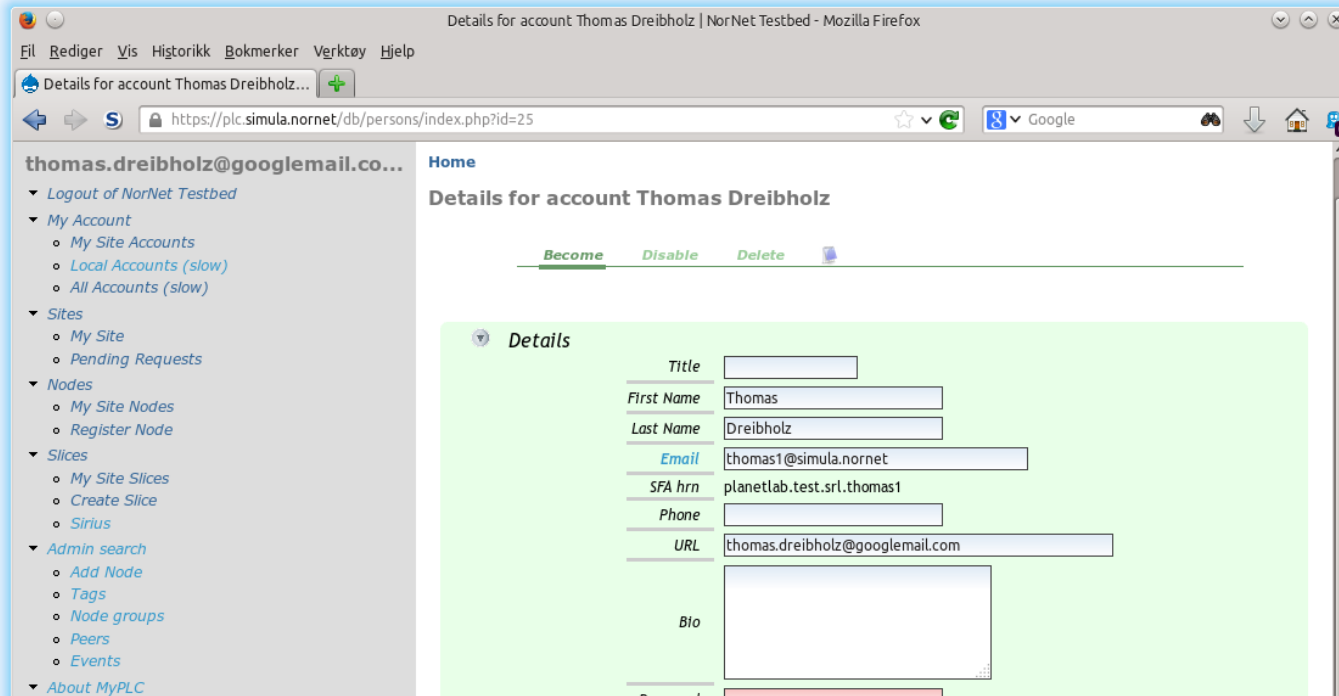 Details for account Thomas Dreibholz | NorNet Testbed - Mozilla Firefox
Fil Rediger Vis Historikk Bokmerker Verktøy Hjelp
Details for account Thomas Dreibholz...
https://plc.simula.nornet/db/persons/index.php?id=25
Google
thomas.dreibholz@googlemail.co...
Logout of NorNet Testbed
My Account
My Site Accounts
Local Accounts (slow)
All Accounts (slow)
Sites
My Site
Pending Requests
Nodes
My Site Nodes
Register Node
Slices
My Site Slices
Create Slice
Sirius
Admin search
Add Node
Tags
Node groups
Peers
Events
About MyPLC
Home
Details for account Thomas Dreibholz
Become Disable Delete
Details
Title
First Name Thomas
Last Name Dreibholz
Email thomas1@simula.nornet
SFA hrn planetlab.test.srl.thomas1
Phone
URL thomas.dreibholz@googlemail.com
Bio